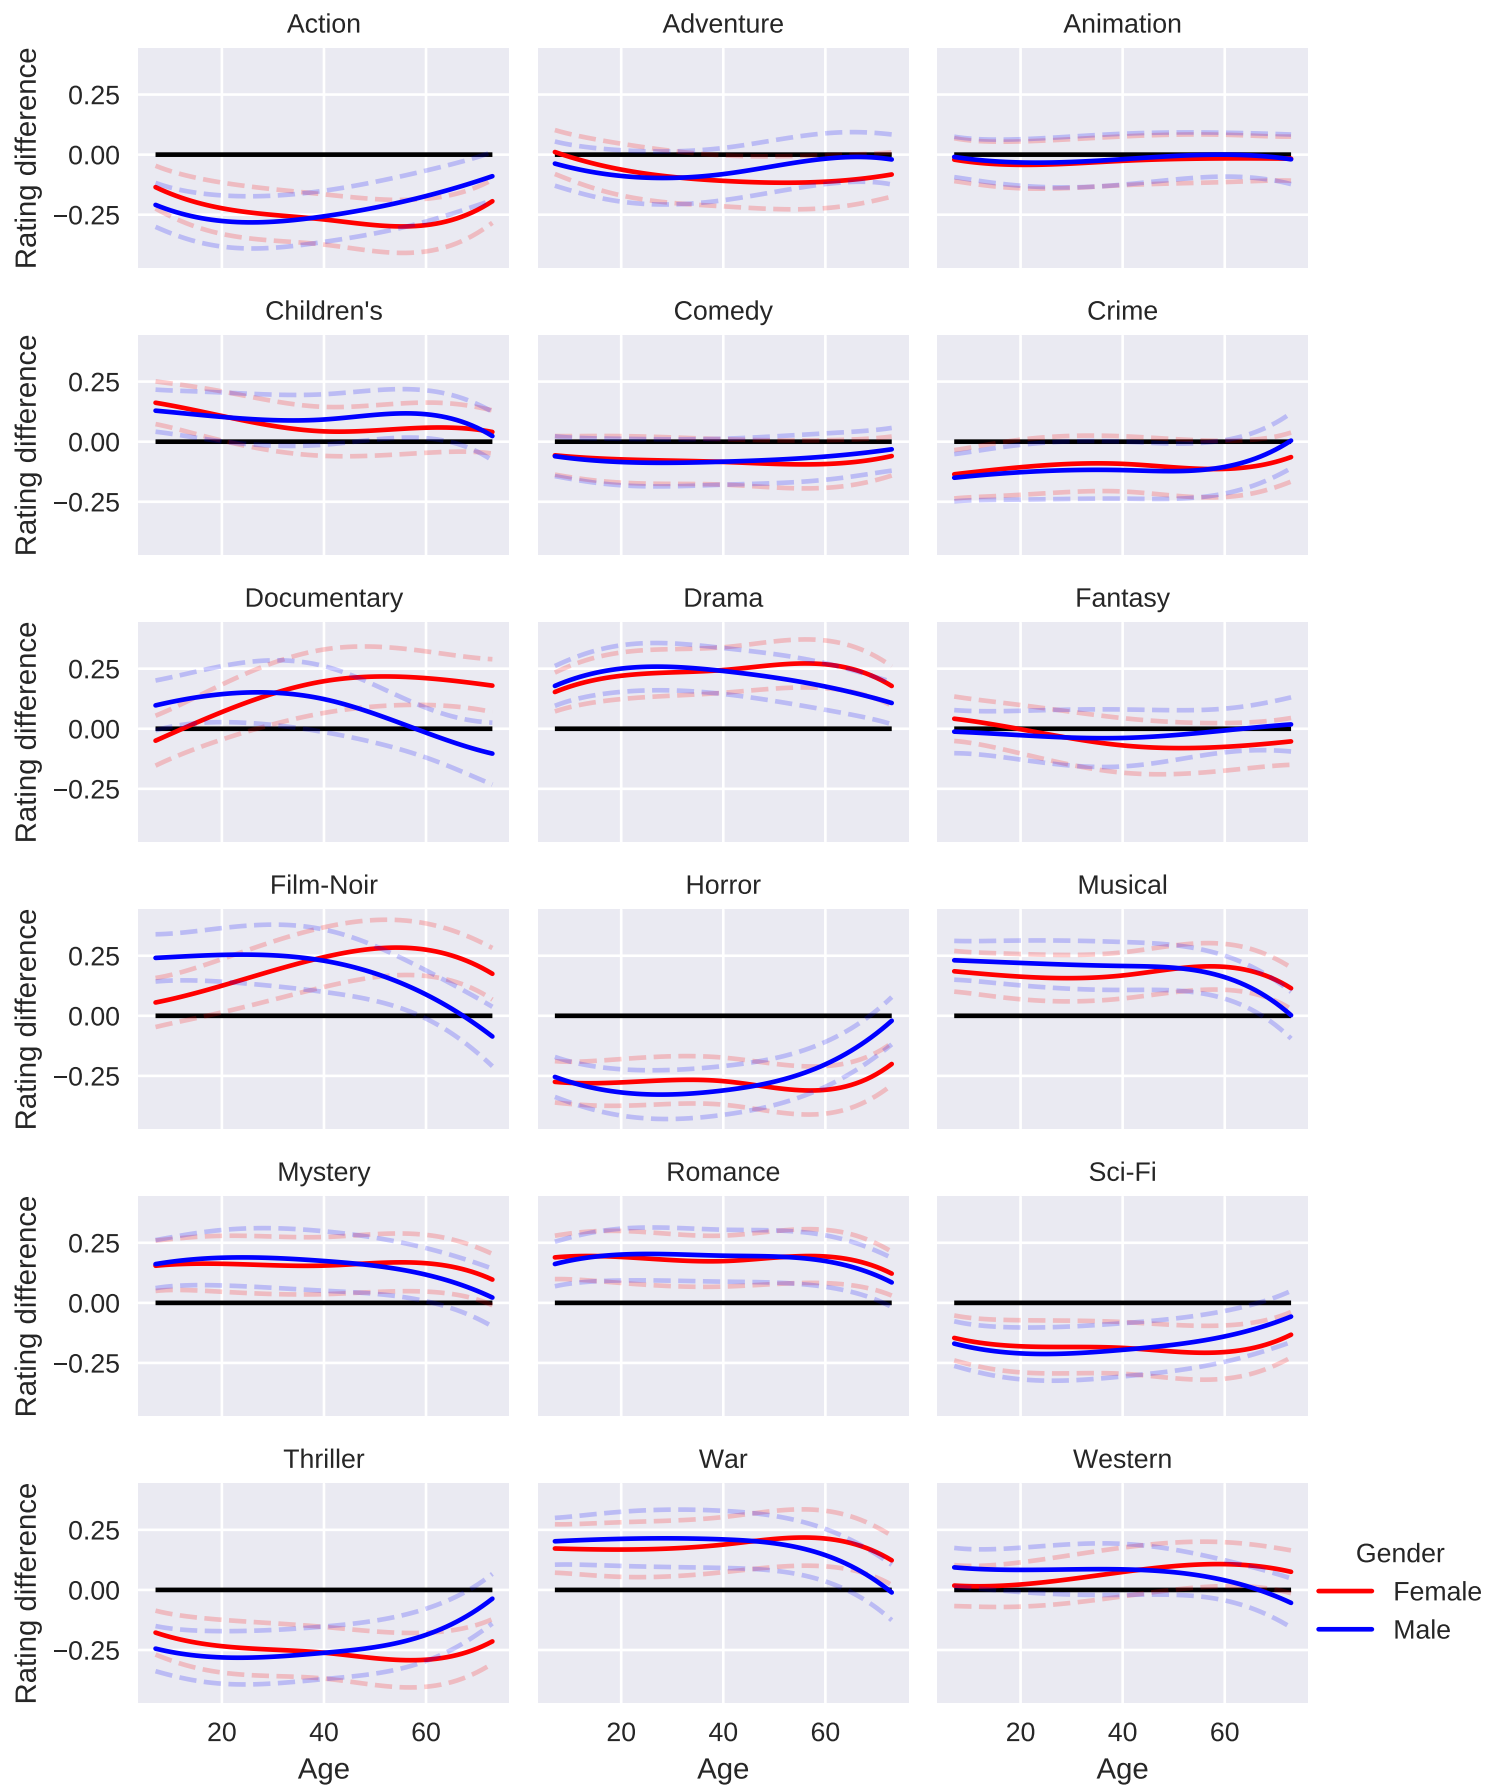 Action Adventure Animation
Rating difference
0.25
0.00
−0.25
Children's Comedy Crime
Rating difference
0.25
0.00
−0.25
Documentary Drama Fantasy
Rating difference
0.25
0.00
−0.25
Film-Noir Horror Musical
Rating difference
0.25
0.00
−0.25
Mystery Romance Sci-Fi
Rating difference
0.25
0.00
−0.25
Thriller War Western
Rating difference
0.25
0.00
−0.25
Gender
Female
Male
20 40 60 20 40 60 20 40 60
Age Age Age